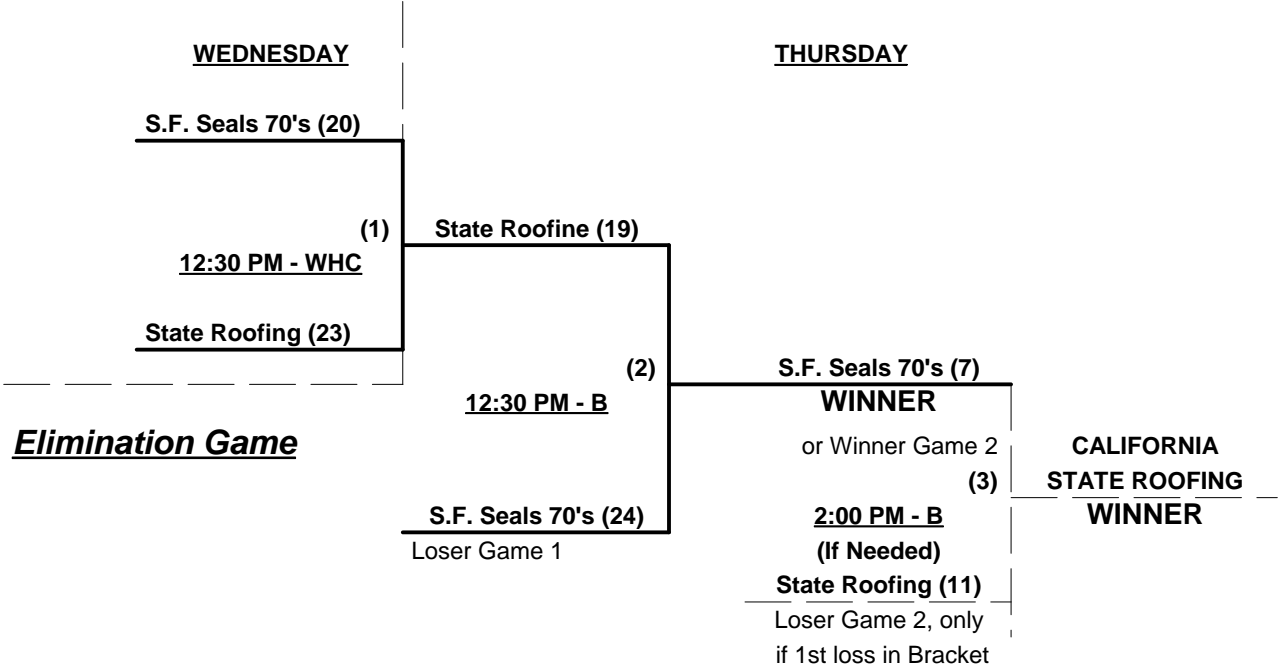 WEDNESDAY
THURSDAY
S.F. Seals 70's (20)
(1)
State Roofine (19)
12:30 PM - WHC
State Roofing (23)
(2)
S.F. Seals 70's (7)
12:30 PM - B
WINNER
Elimination Game
or Winner Game 2
CALIFORNIA
(3)
STATE ROOFING
S.F. Seals 70's (24)
2:00 PM - B
WINNER
Loser Game 1
(If Needed)
State Roofing (11)
Loser Game 2, only
if 1st loss in Bracket